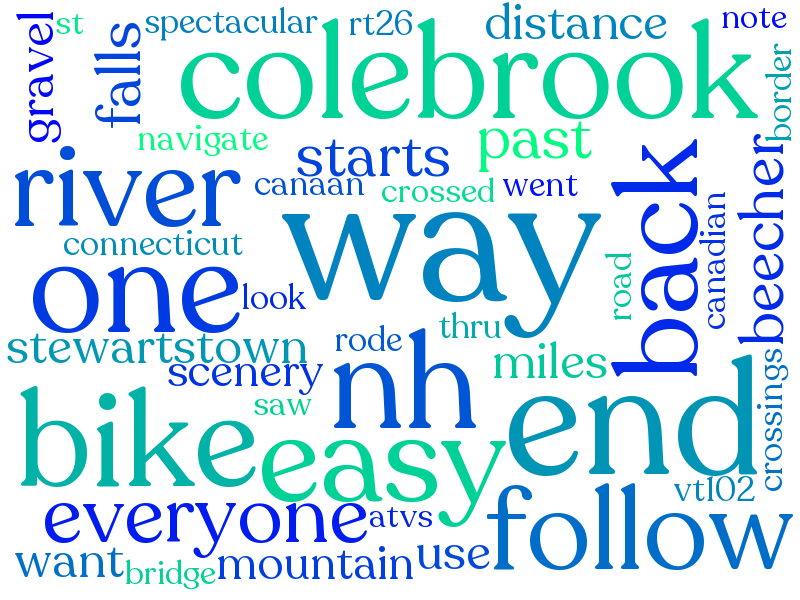 gravel
st
falls
spectacular
rt26
distance
note
colebrook
border
navigate
starts
past
river
canaan
crossed
went
back
beecher
connecticut
way
canadian
one
look
road
stewartstown
rode
thru
scenery
nh
miles
saw
end
crossings
bike
easy
vt102
everyone
atvs
follow
want
bridge
mountain
use